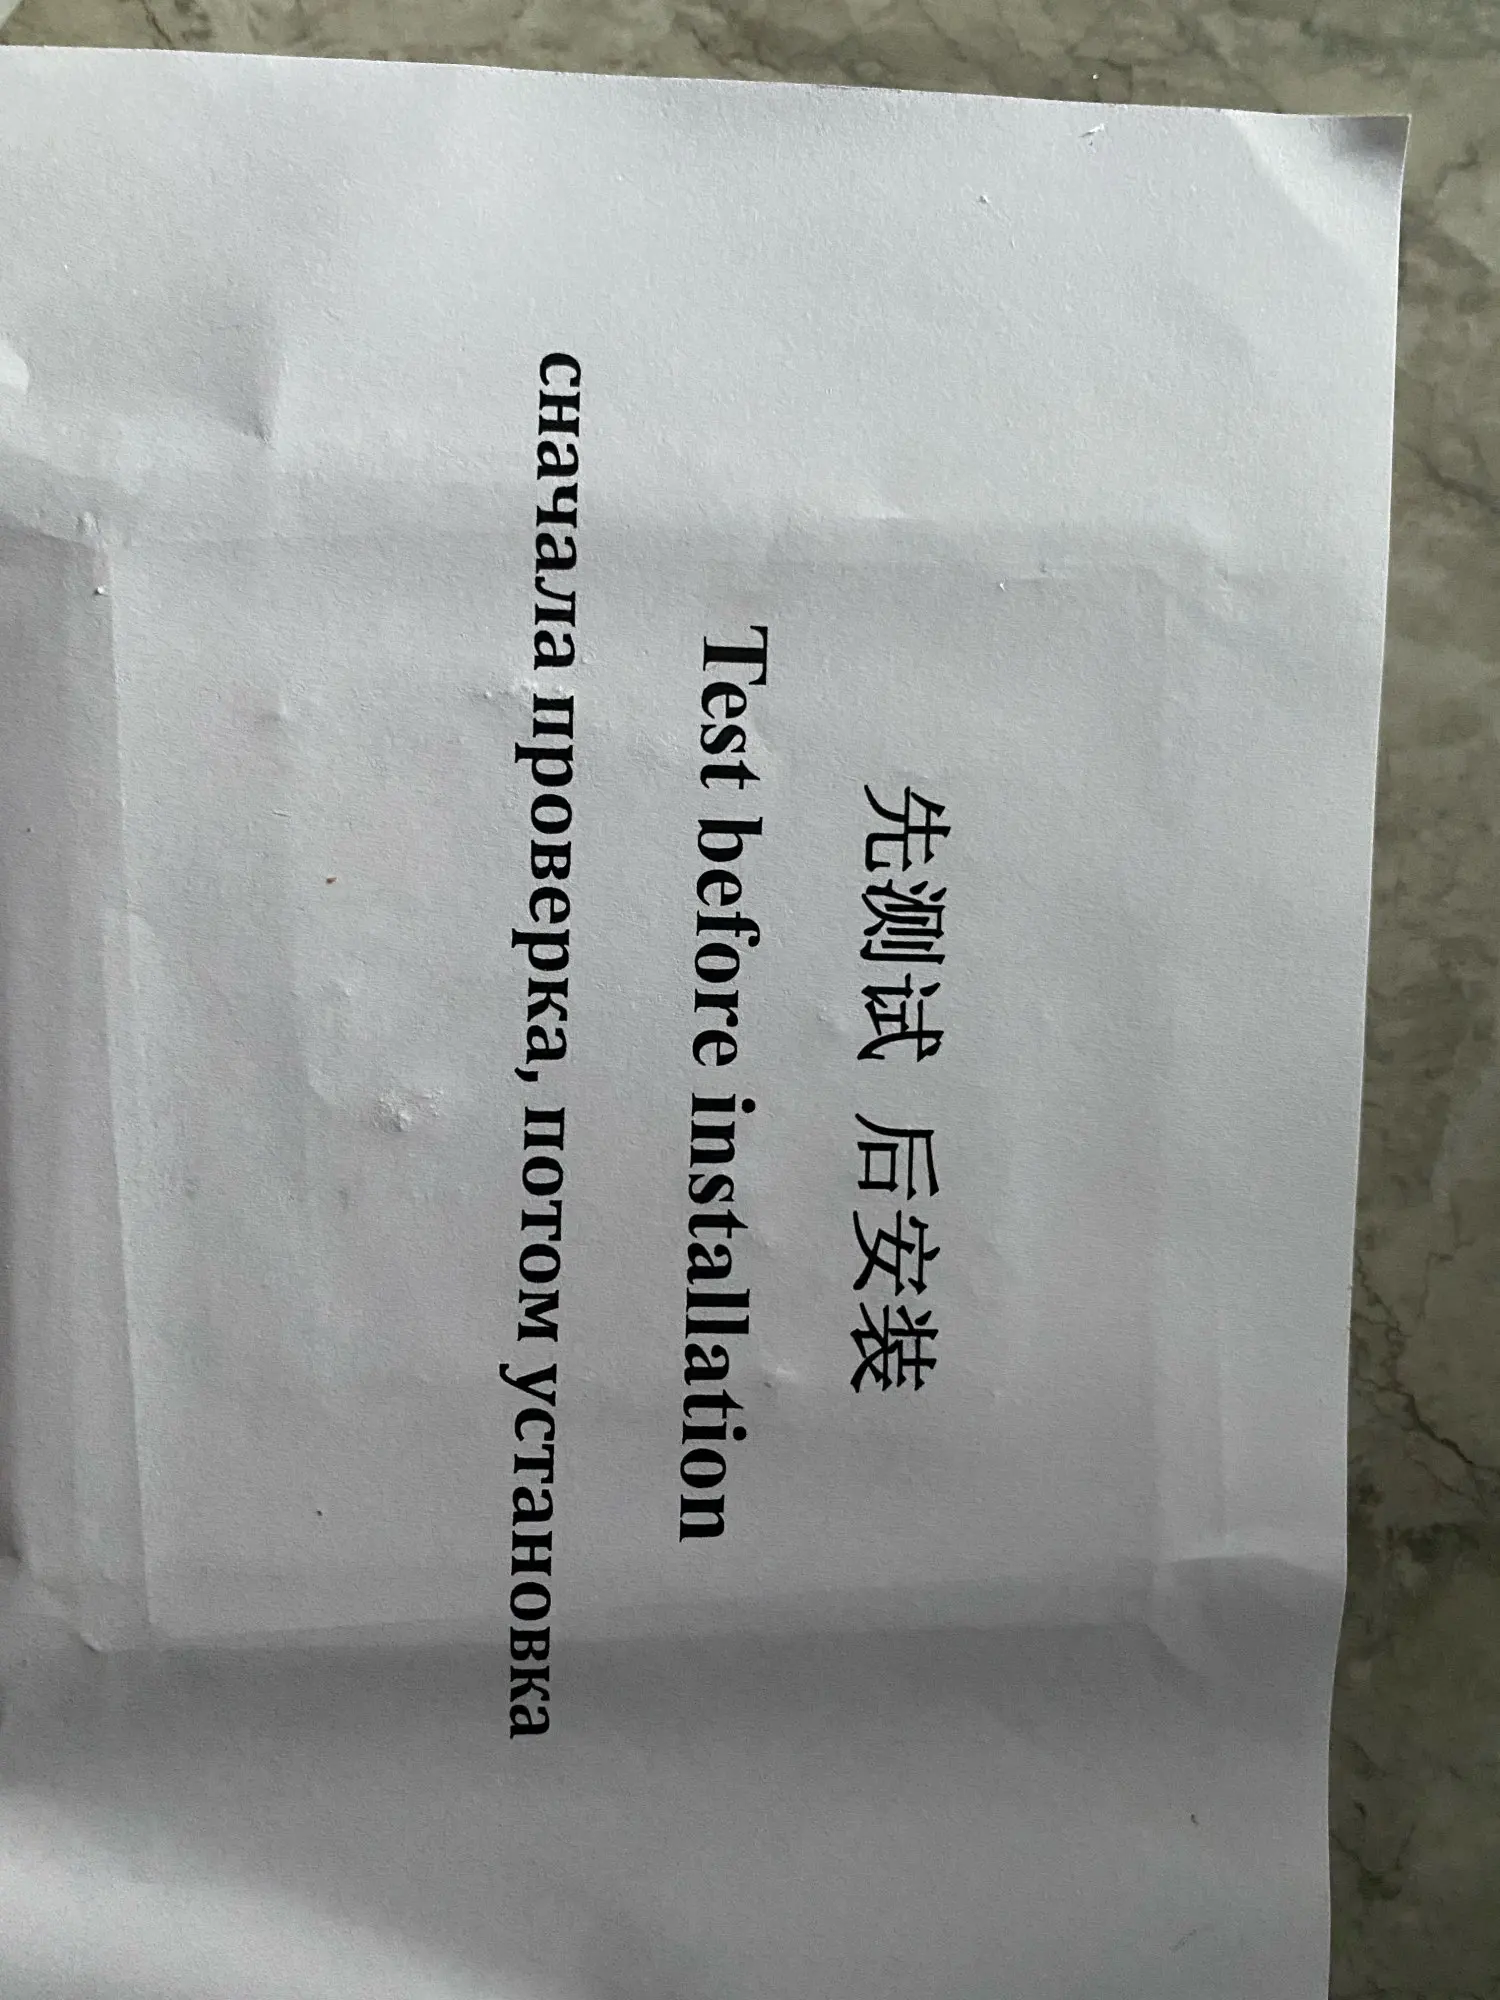 先测试 后安装
Test before installation
сначала проверка, потом установка